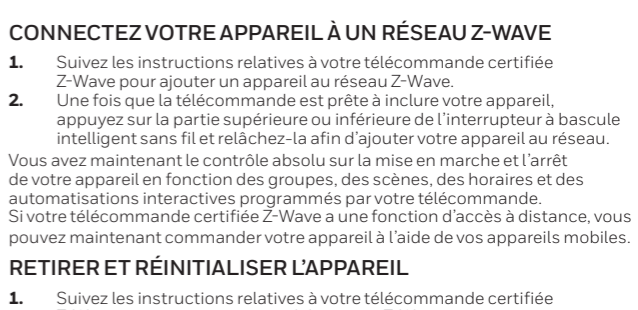 CONNECTEZ VOTRE APPAREIL À UN RÉSEAU Z-WAVE
1. Suivez les instructions relatives à votre télécommande certifiée
Z-Wave pour ajouter un appareil au réseau Z-Wave.
2. Une fois que la télécommande est prête à inclure votre appareil,
appuyez sur la partie supérieure ou inférieure de l'interrupteur à bascule
intelligent sans fil et relâchez-la afin d'ajouter votre appareil au réseau.
Vous avez maintenant le contrôle absolu sur la mise en marche et l'arrêt
de votre appareil en fonction des groupes, des scènes, des horaires et des
automatisations interactives programmés par votre télécommande.
Si votre télécommande certifiée Z-Wave a une fonction d'accès à distance, vous
pouvez maintenant commander votre appareil à l'aide de vos appareils mobiles.
RETIRER ET RÉINITIALISER L'APPAREIL
1. Suivez les instructions relatives à votre télécommande certifiée